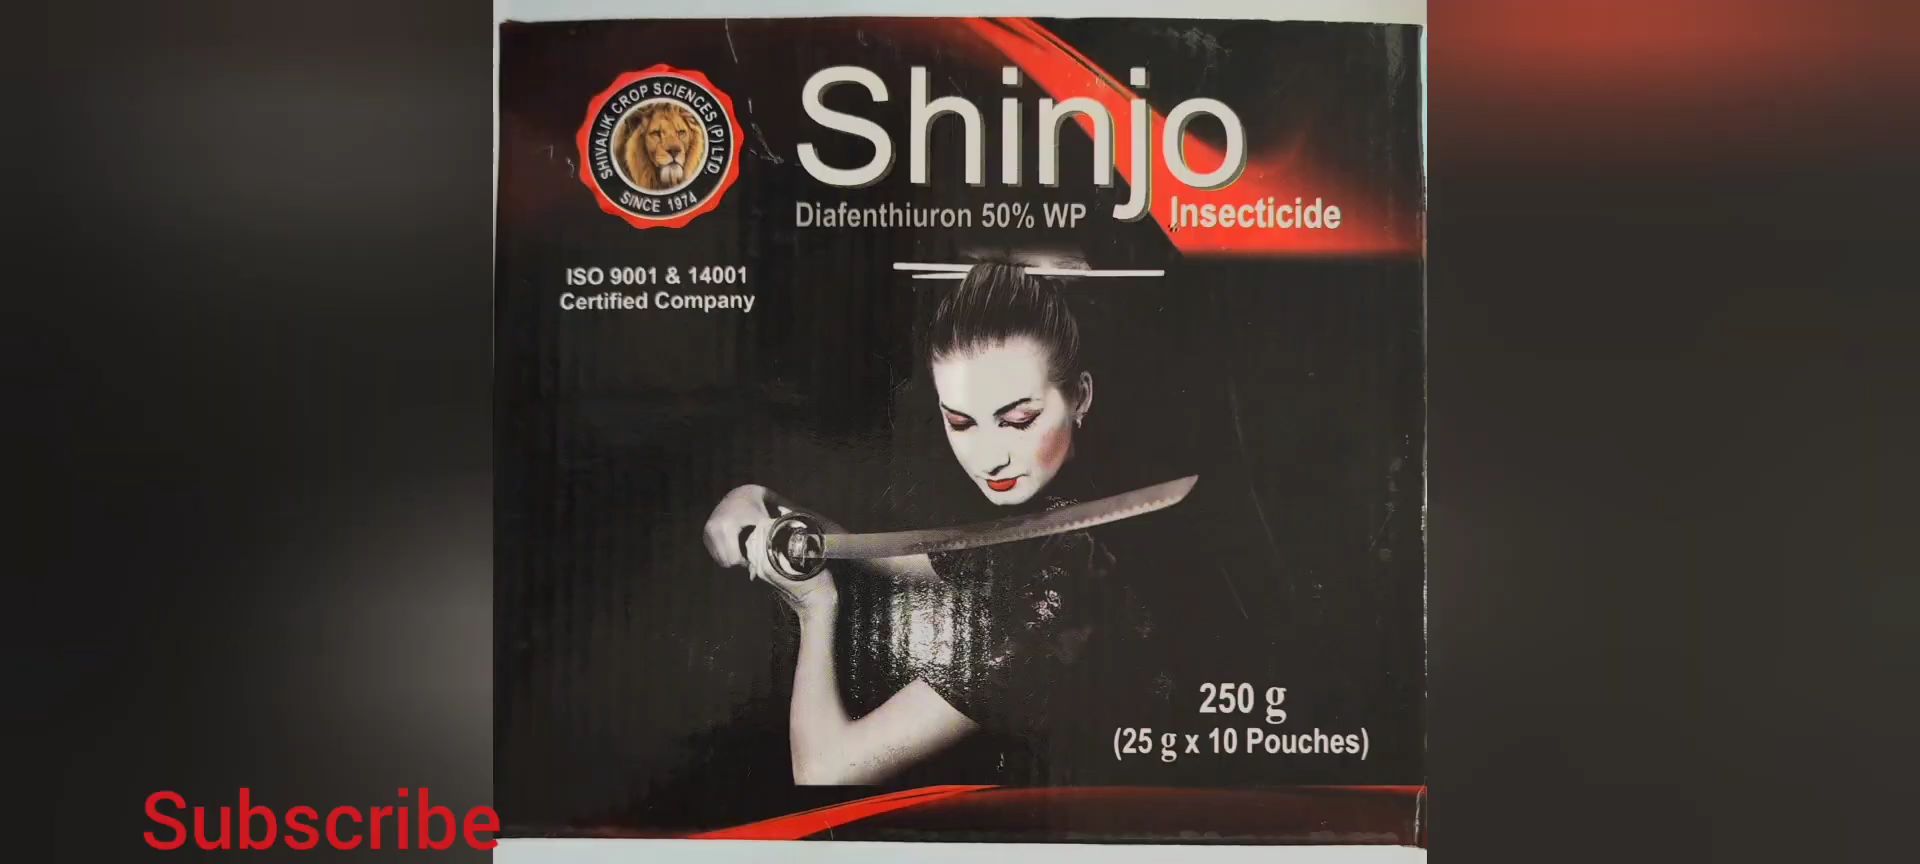 SHIVALIK CROP SCIENCES (P) LTD.
SINCE 1974
Shinjo
Diafenthiuron 50% WP
Insecticide
ISO 9001 & 14001
Certified Company
250 g
(25 g x 10 Pouches)
Subscribe